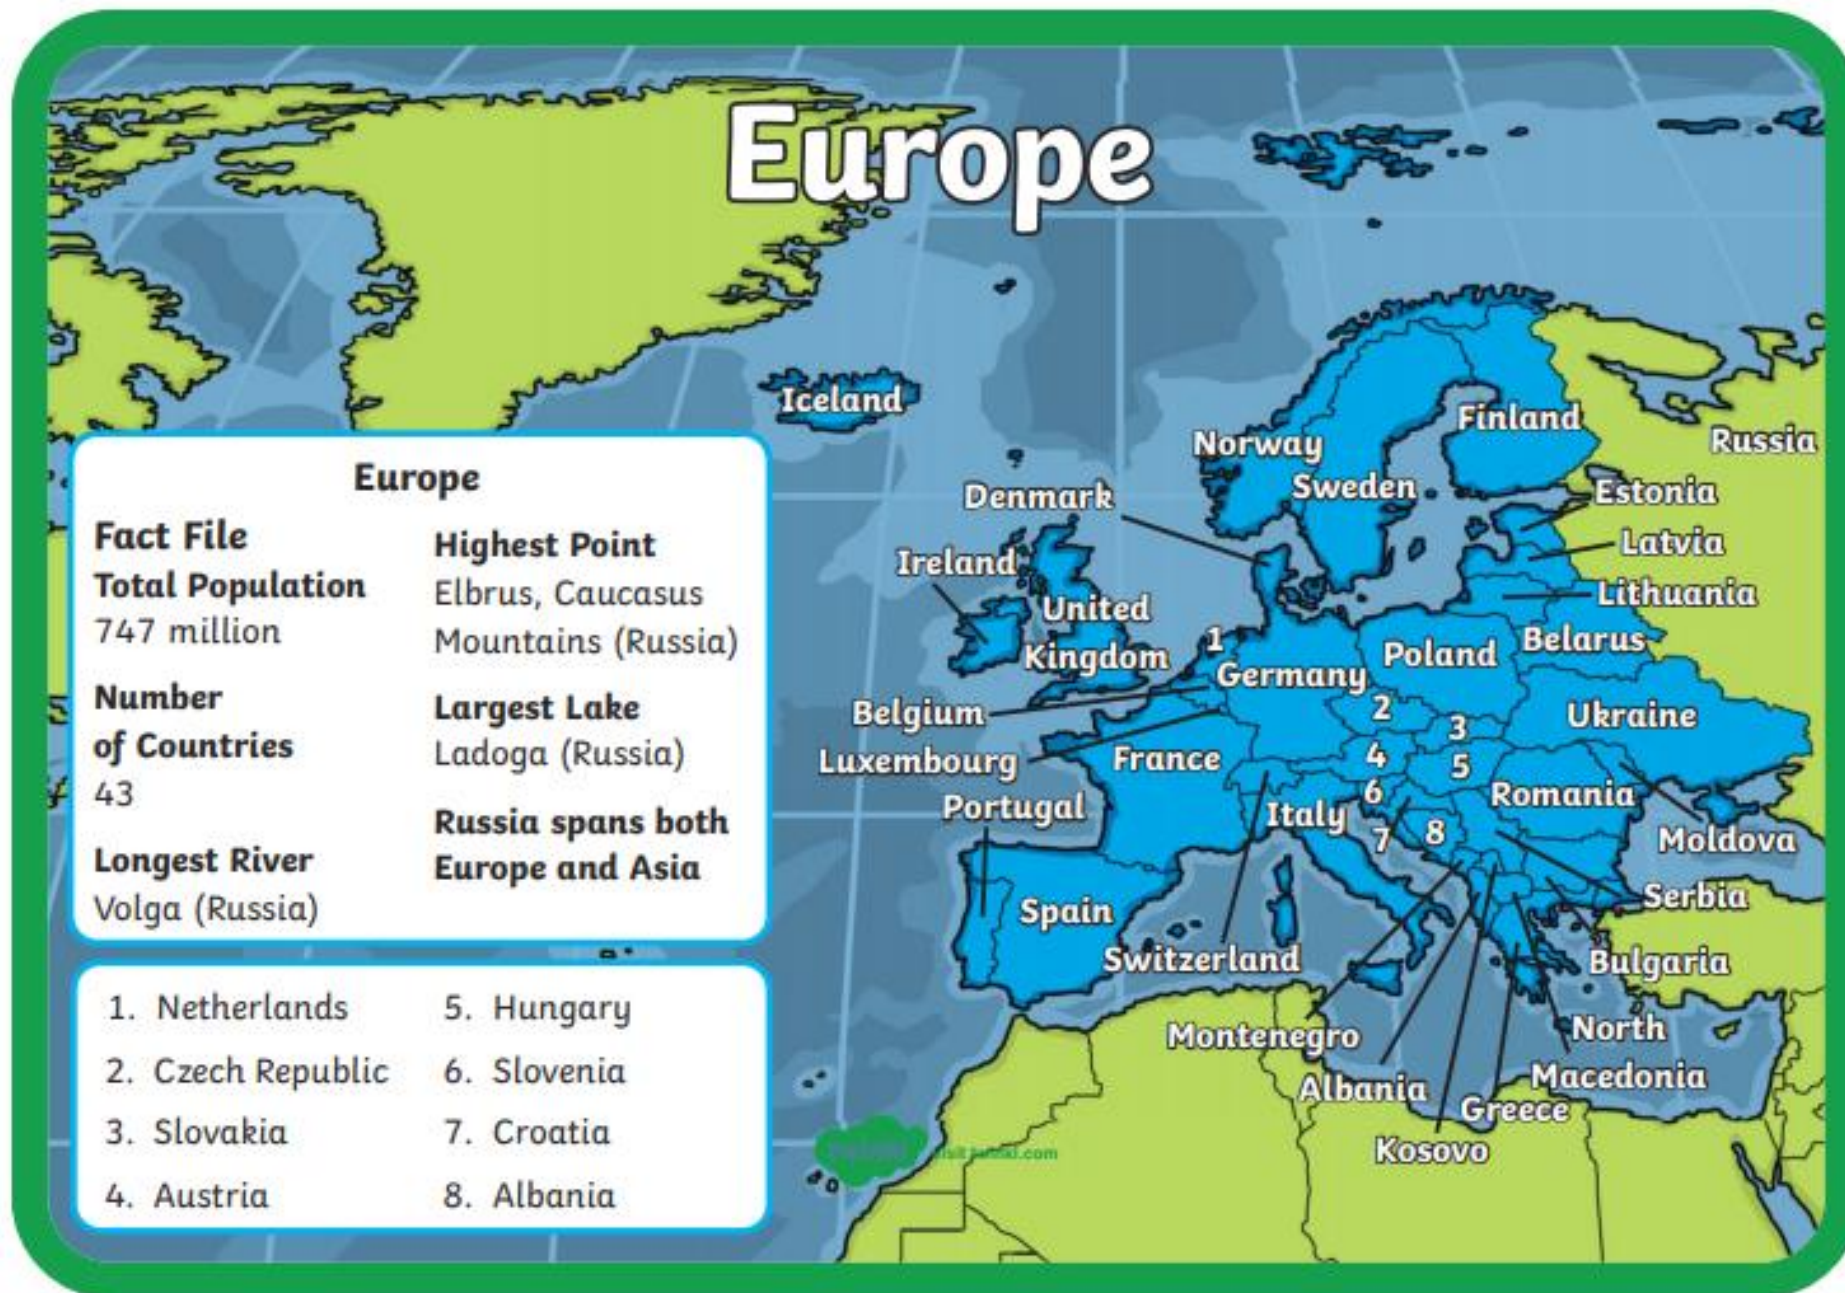 Europe
Iceland
Norway
Finland
Russia
Sweden
Denmark
Estonia
Ireland
Latvia
United
Kingdom
Lithuania
1
Germany
Poland
Belarus
Belgium
2
3
Ukraine
Luxembourg
France
4
5
Portugal
6
Romania
Italy
7
8
Moldova
Serbia
Spain
Switzerland
Bulgaria
Montenegro
North
Macedonia
Albania
Greece
Kosovo
Europe
Fact File
Total Population
747 million
Number
of Countries
43
Longest River
Volga (Russia)
Highest Point
Elbrus, Caucasus
Mountains (Russia)
Largest Lake
Ladoga (Russia)
Russia spans both
Europe and Asia
1. Netherlands
2. Czech Republic
3. Slovakia
4. Austria
5. Hungary
6. Slovenia
7. Croatia
8. Albania